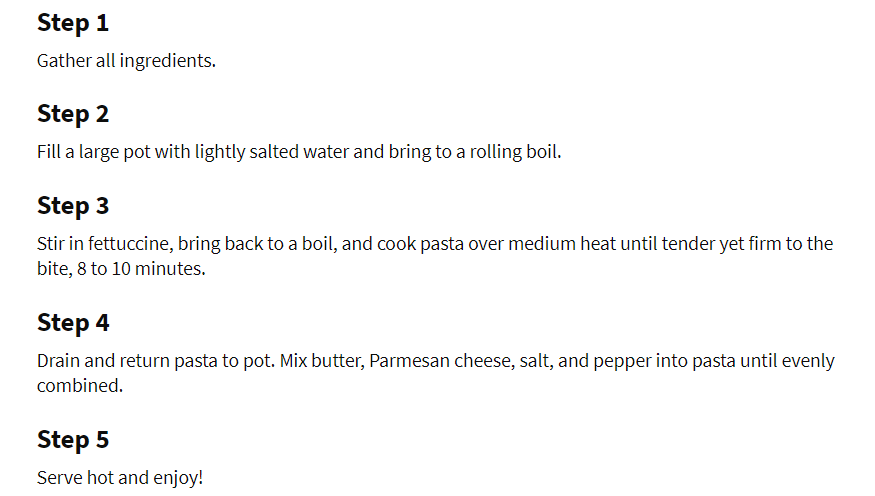 Step 1
Gather all ingredients.
Step 2
Fill a large pot with lightly salted water and bring to a rolling boil.
Step 3
Stir in fettuccine, bring back to a boil, and cook pasta over medium heat until tender yet firm to the
bite, 8 to 10 minutes.
Step 4
Drain and return pasta to pot. Mix butter, Parmesan cheese, salt, and pepper into pasta until evenly
combined.
Step 5
Serve hot and enjoy!